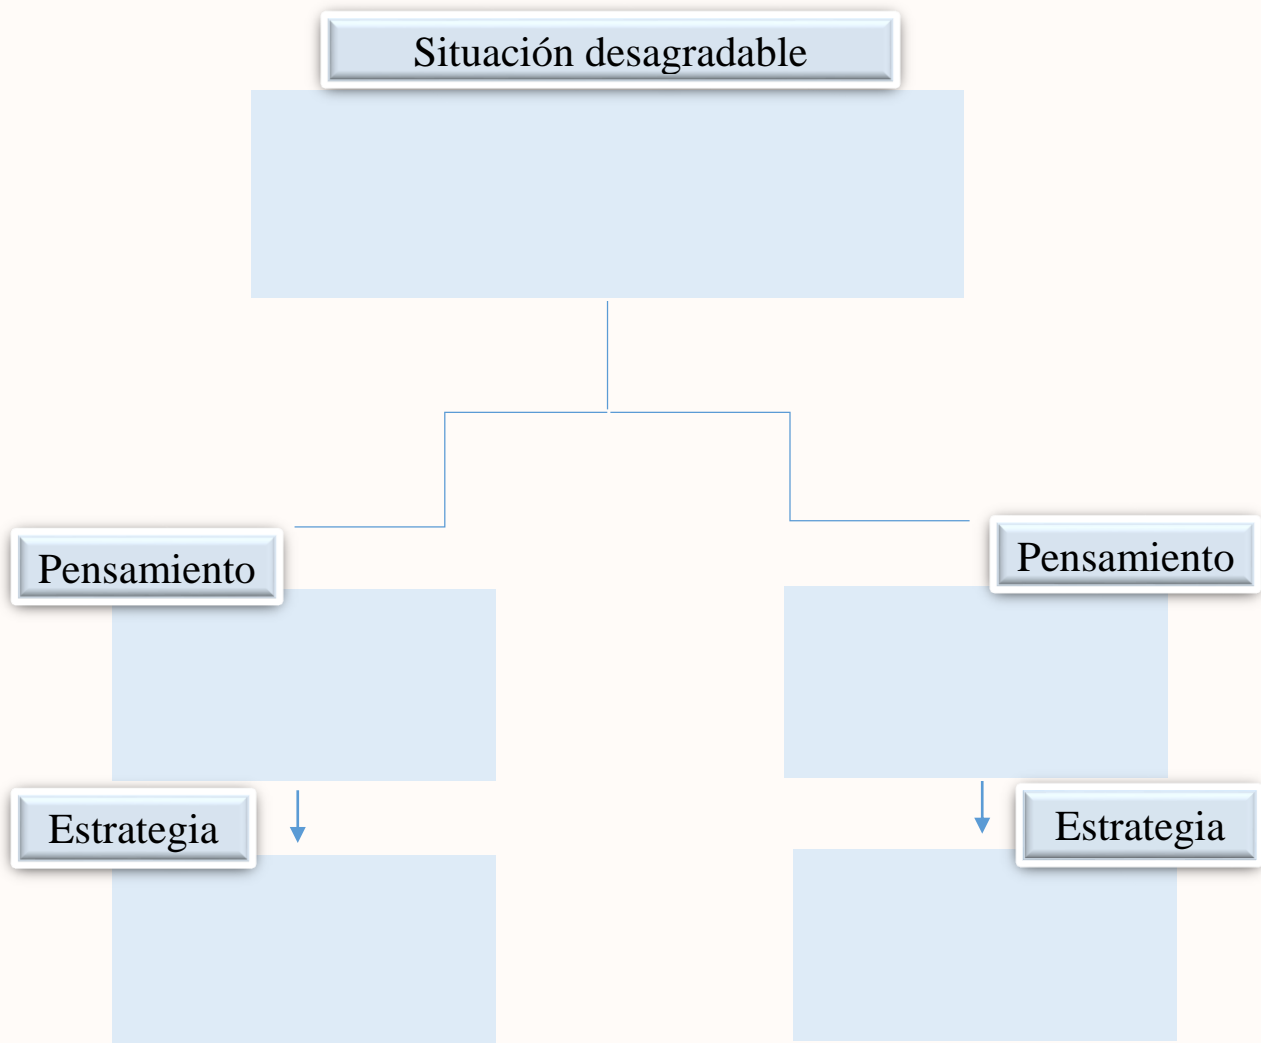 Situación desagradable
Pensamiento
Pensamiento
Estrategia
Estrategia